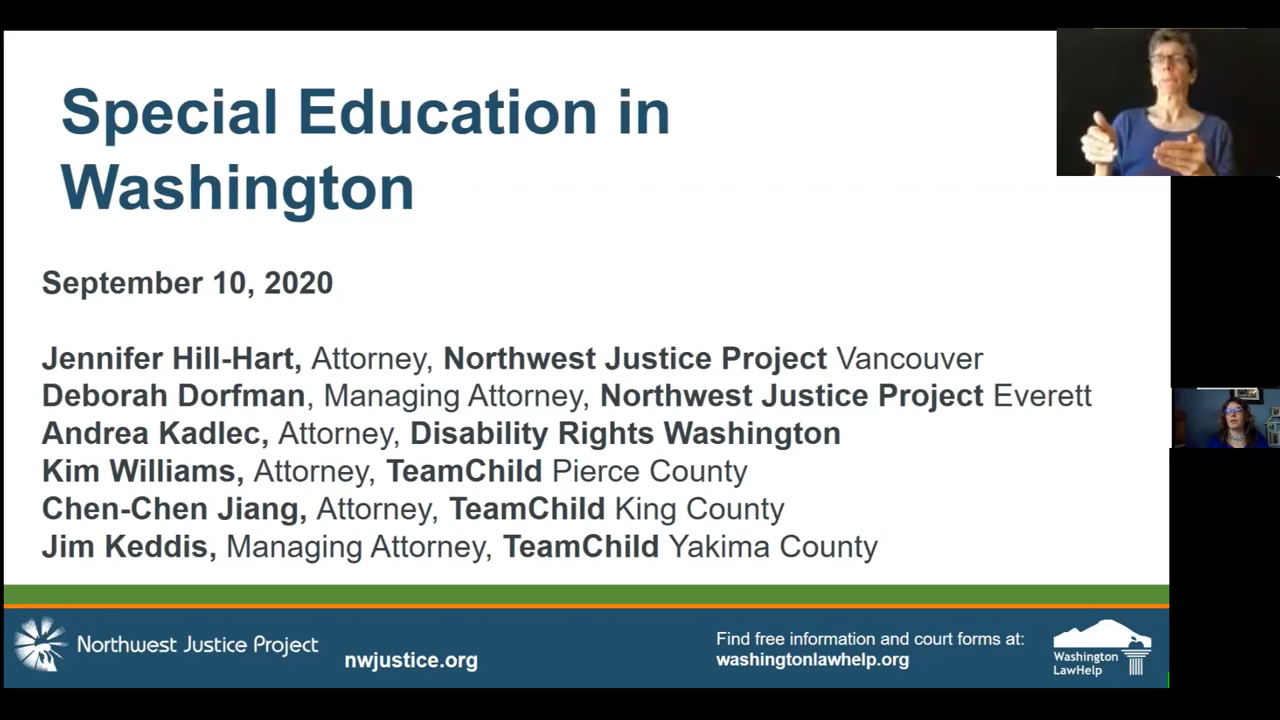 Special Education in
Washington
September 10, 2020
Jennifer Hill-Hart, Attorney, Northwest Justice Project Vancouver
Deborah Dorfman, Managing Attorney, Northwest Justice Project Everett
Andrea Kadlec, Attorney, Disability Rights Washington
Kim Williams, Attorney, TeamChild Pierce County
Chen-Chen Jiang, Attorney, TeamChild King County
Jim Keddis, Managing Attorney, TeamChild Yakima County
Northwest Justice Project
nwjustice.org
Find free information and court forms at:
washingtonlawhelp.org
Washington
LawHelp